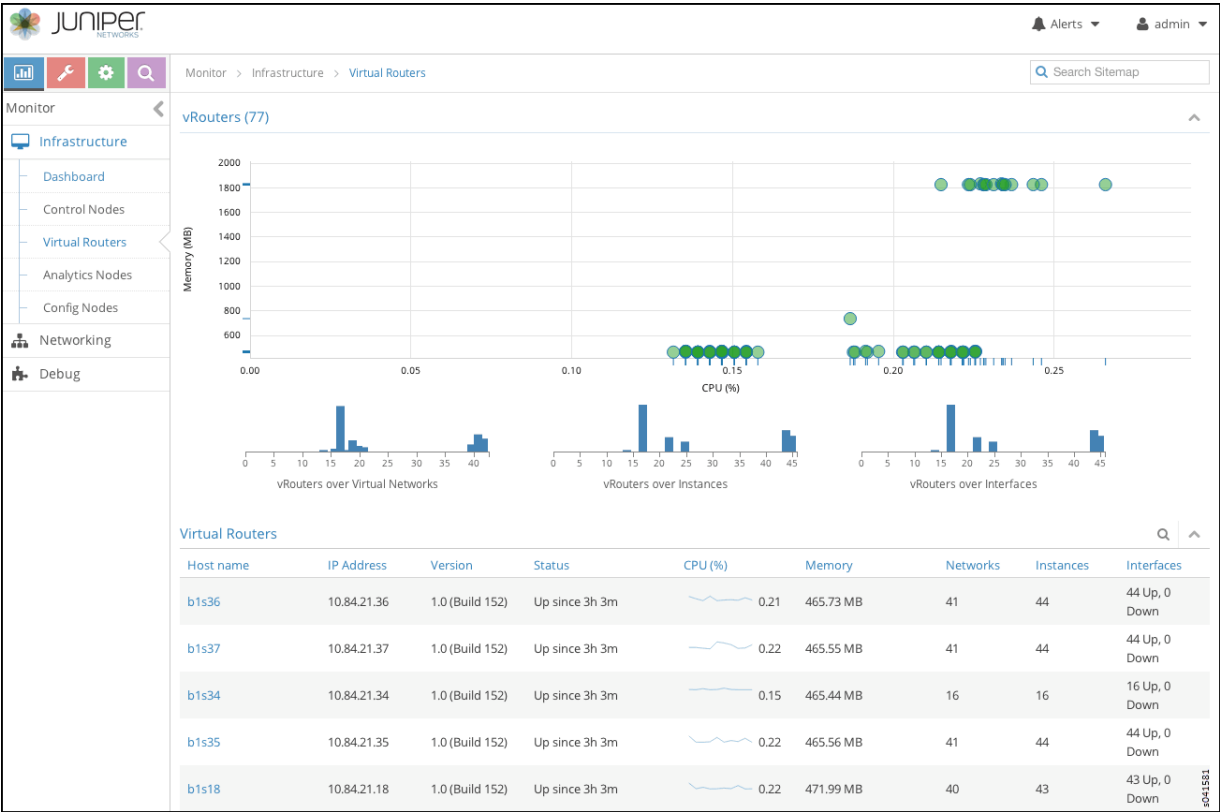 JUNIPER
NETWORKS
Alerts
admin
Monitor > Infrastructure > Virtual Routers
Search Sitemap
Monitor
Infrastructure
Dashboard
Control Nodes
Virtual Routers
Analytics Nodes
Config Nodes
Networking
Debug
vRouters (77)
Memory (MB)
2000
1800
1600
1400
1200
1000
800
600
0.00 0.05 0.10 0.15 0.20 0.25
CPU (%)
0 5 10 15 20 25 30 35 40
vRouters over Virtual Networks
0 5 10 15 20 25 30 35 40 45
vRouters over Instances
0 5 10 15 20 25 30 35 40 45
vRouters over Interfaces
Virtual Routers
Host name IP Address Version Status CPU (%) Memory Networks Instances Interfaces
b1s36 10.84.21.36 1.0 (Build 152) Up since 3h 3m 0.21 465.73 MB 41 44 44 Up, 0
Down
b1s37 10.84.21.37 1.0 (Build 152) Up since 3h 3m 0.22 465.55 MB 41 44 44 Up, 0
Down
b1s34 10.84.21.34 1.0 (Build 152) Up since 3h 3m 0.15 465.44 MB 16 16 16 Up, 0
Down
b1s35 10.84.21.35 1.0 (Build 152) Up since 3h 3m 0.22 465.56 MB 41 44 44 Up, 0
Down
b1s18 10.84.21.18 1.0 (Build 152) Up since 3h 3m 0.22 471.99 MB 40 43 43 Up, 0
Down
s041581